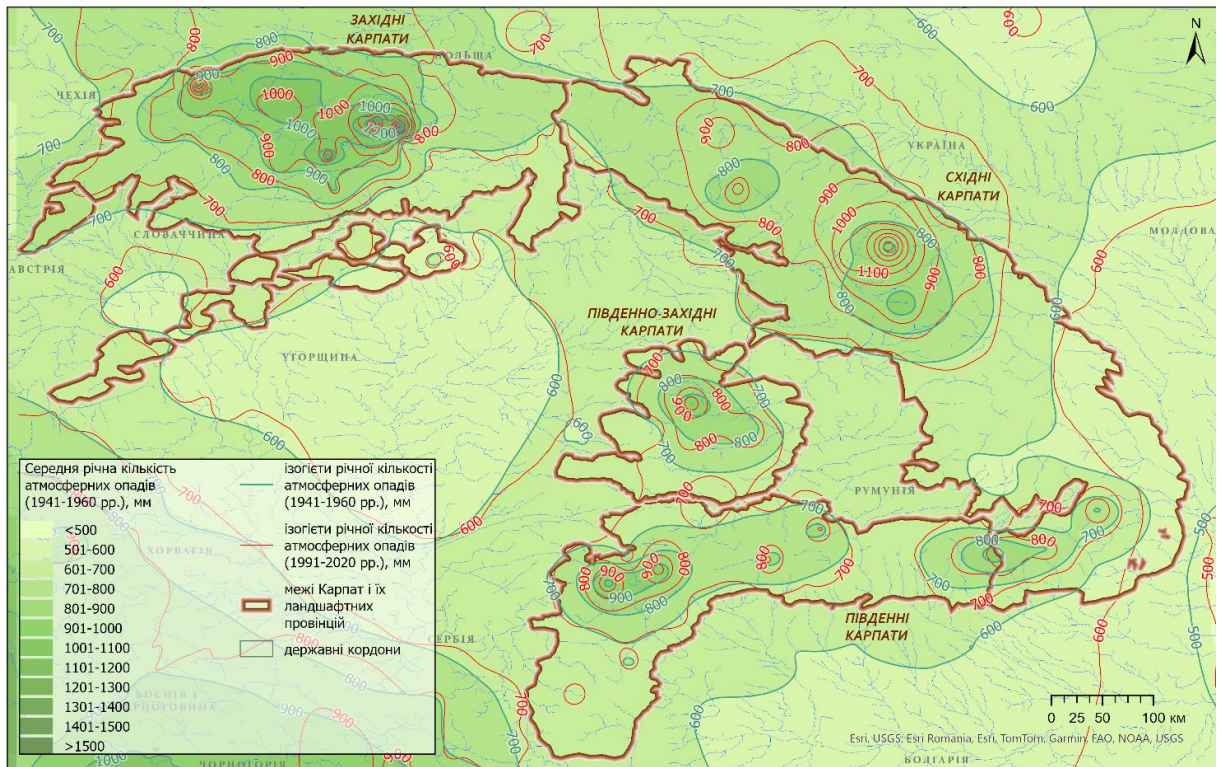 ЗАХІДНІ
КАРПАТИ
ПОЛЬЩА
ЧЕХІЯ
УКРАЇНА
СХІДНІ
КАРПАТИ
МОЛДОВА
СЛОВАЧЧИНА
АВСТРІЯ
ПІВДЕННО-ЗАХІДНІ
КАРПАТИ
УГОРЩИНА
РУМУНІЯ
ХОРВАТІЯ
СЕРБІЯ
ПІВДЕННІ
КАРПАТИ
БОСНІЯ І
ЧОРНОГОРІЯ
БОЛГАРІЯ
N
700
800
900
1000
1200
1100
600
500
Середня річна кількість
атмосферних опадів
(1941-1960 рр.), мм
<500
501-600
601-700
701-800
801-900
901-1000
1001-1100
1101-1200
1201-1300
1301-1400
1401-1500
>1500
ізогієти річної кількості
атмосферних опадів
(1941-1960 рр.), мм
ізогієти річної кількості
атмосферних опадів
(1991-2020 рр.), мм
межі Карпат і їх
ландшафтних
провінцій
державні кордони
0 25 50 100 км
Esri, USGS; Esri Romania, Esri, TomTom, Garmin, FAO, NOAA, USGS